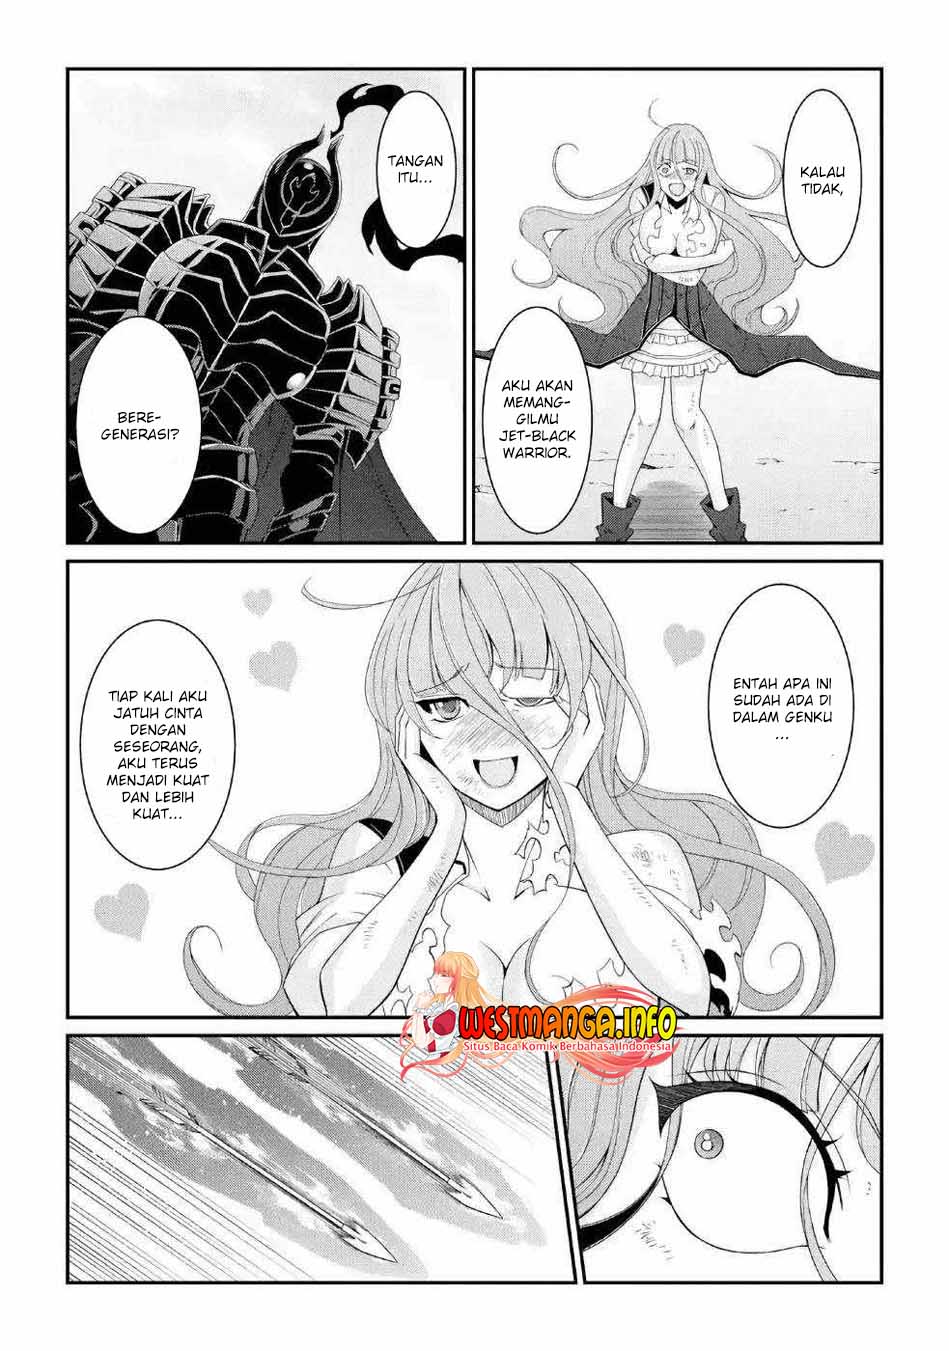 KALAU
TIDAK,
AKU AKAN
MEMANG-
GILMU
JET-BLACK
WARRIOR.
TANGAN
ITU...
BERE-
GENERASI?
ENTAH APA INI
SUDAH ADA DI
DALAM GENKU
...
TIAP KALI AKU
JATUH CINTA
DENGAN
SESEORANG,
AKU TERUS
MENJADI KUAT
DAN LEBIH
KUAT...
WESTMANGA.INFO
Situs Baca Komik Berbahasa Indonesia